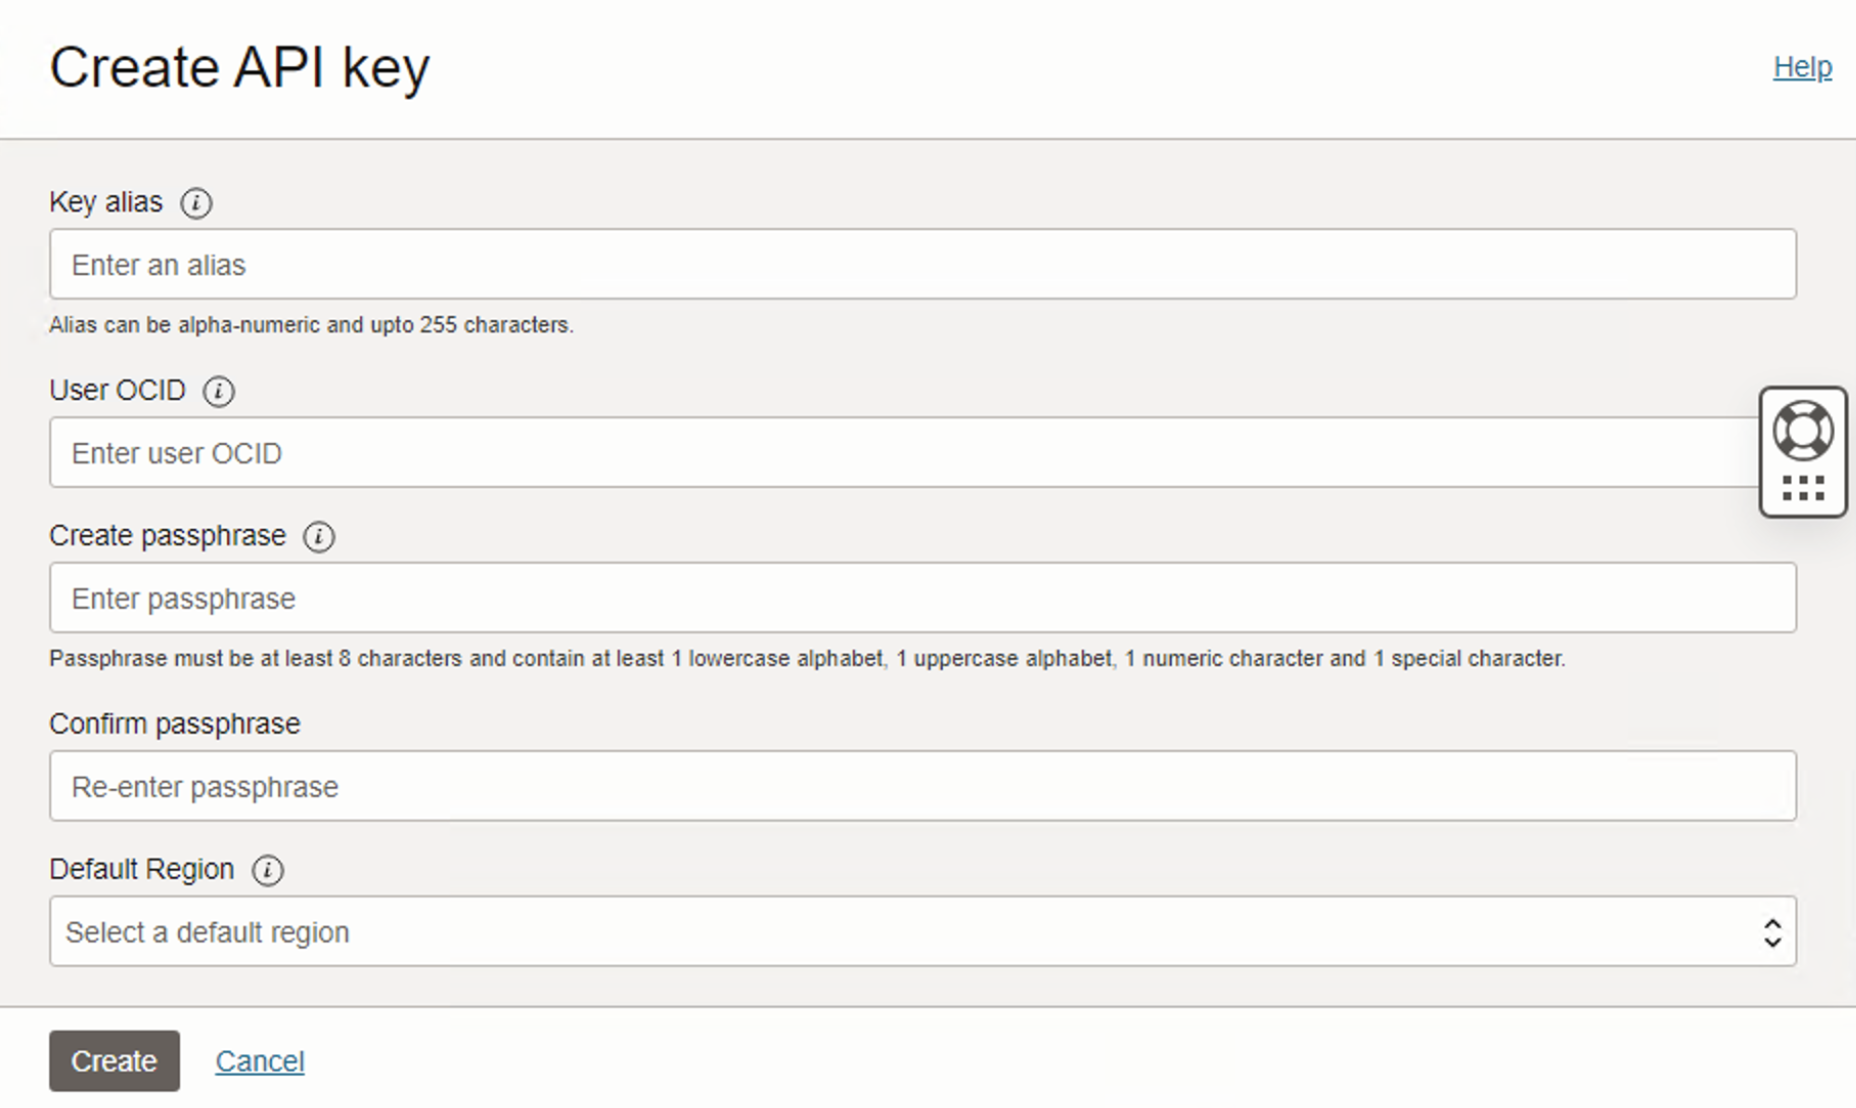 Create API key
Help
Key alias
Enter an alias
Alias can be alpha-numeric and upto 255 characters.
User OCID
Enter user OCID
Create passphrase
Enter passphrase
Passphrase must be at least 8 characters and contain at least 1 lowercase alphabet, 1 uppercase alphabet, 1 numeric character and 1 special character.
Confirm passphrase
Re-enter passphrase
Default Region
Select a default region
Create
Cancel